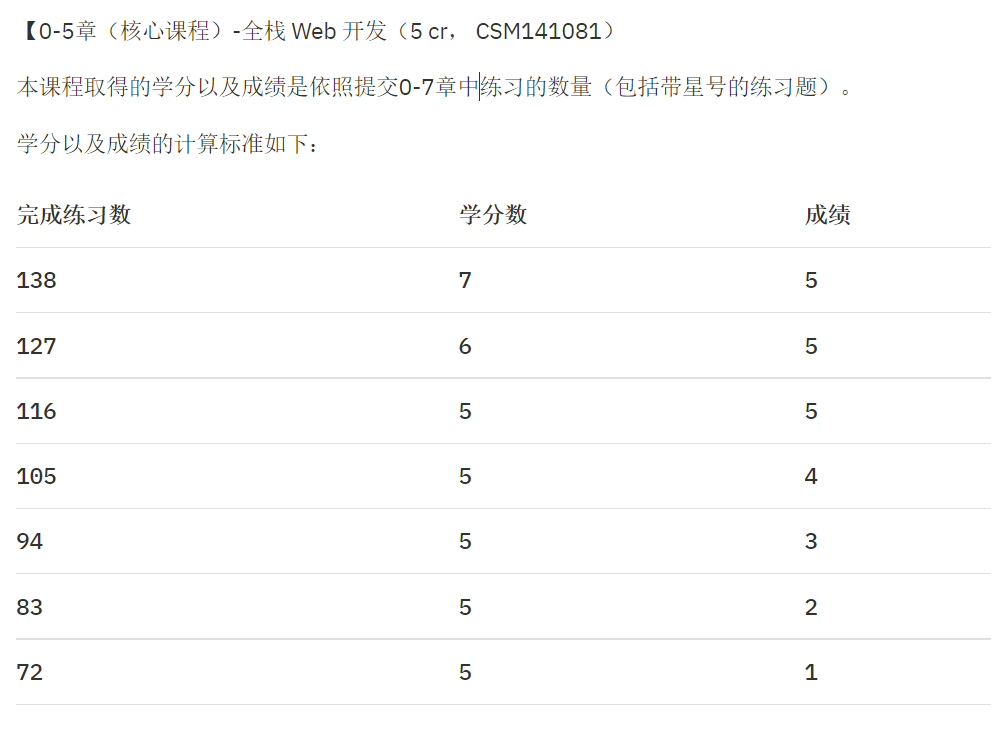 【0-5章（核心课程）-全栈 Web 开发（5 cr， CSM141081）
本课程取得的学分以及成绩是依照提交0-7章中练习的数量（包括带星号的练习题）。
学分以及成绩的计算标准如下：
完成练习数 学分数 成绩
138 7 5
127 6 5
116 5 5
105 5 4
94 5 3
83 5 2
72 5 1